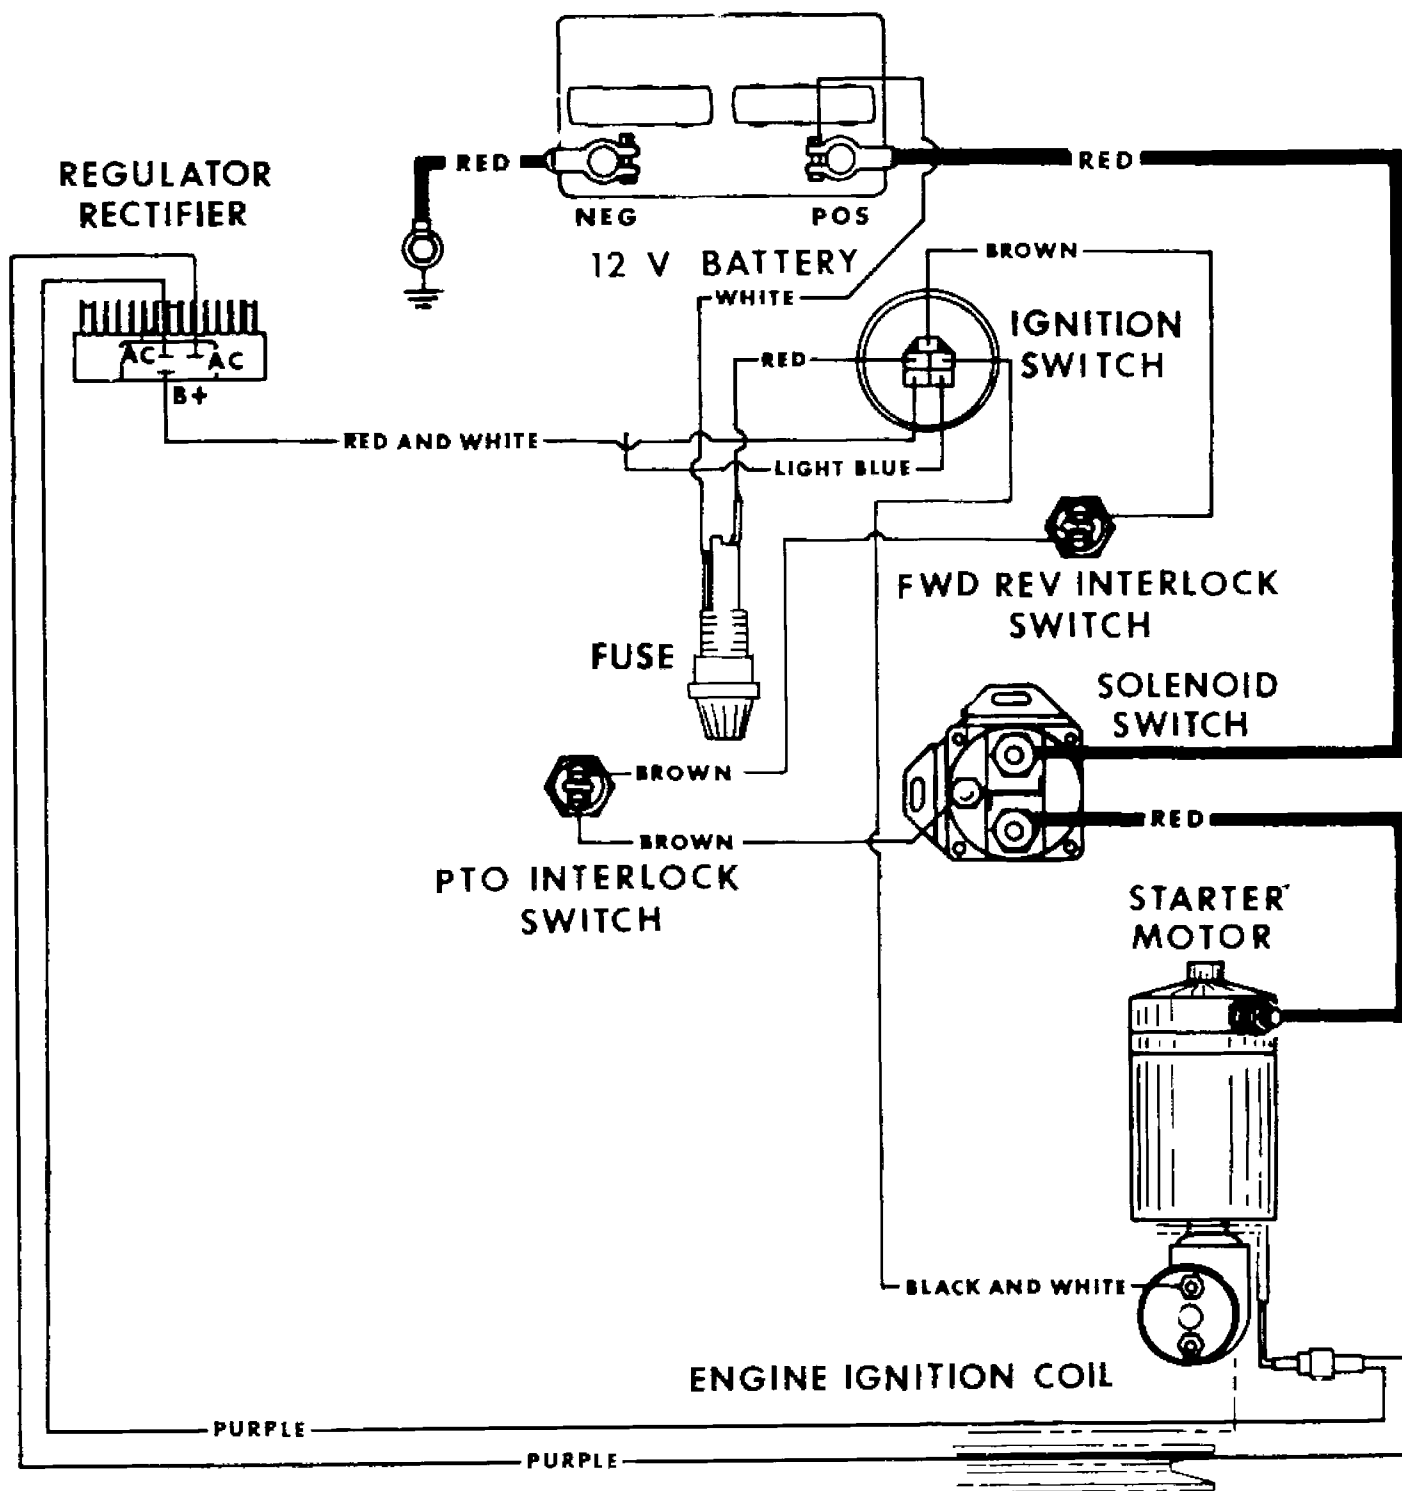 RED
RED
REGULATOR
RECTIFIER
NEG
POS
12 V BATTERY
BROWN
WHITE
IGNITION
SWITCH
RED
AC
AC
B+
RED AND WHITE
LIGHT BLUE
FWD REV INTERLOCK
SWITCH
FUSE
SOLENOID
SWITCH
BROWN
RED
BROWN
PTO INTERLOCK
SWITCH
STARTER
MOTOR
BLACK AND WHITE
ENGINE IGNITION COIL
PURPLE
PURPLE